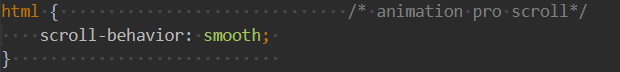 html {                              /* animation pro scroll*/
    scroll-behavior: smooth;
}